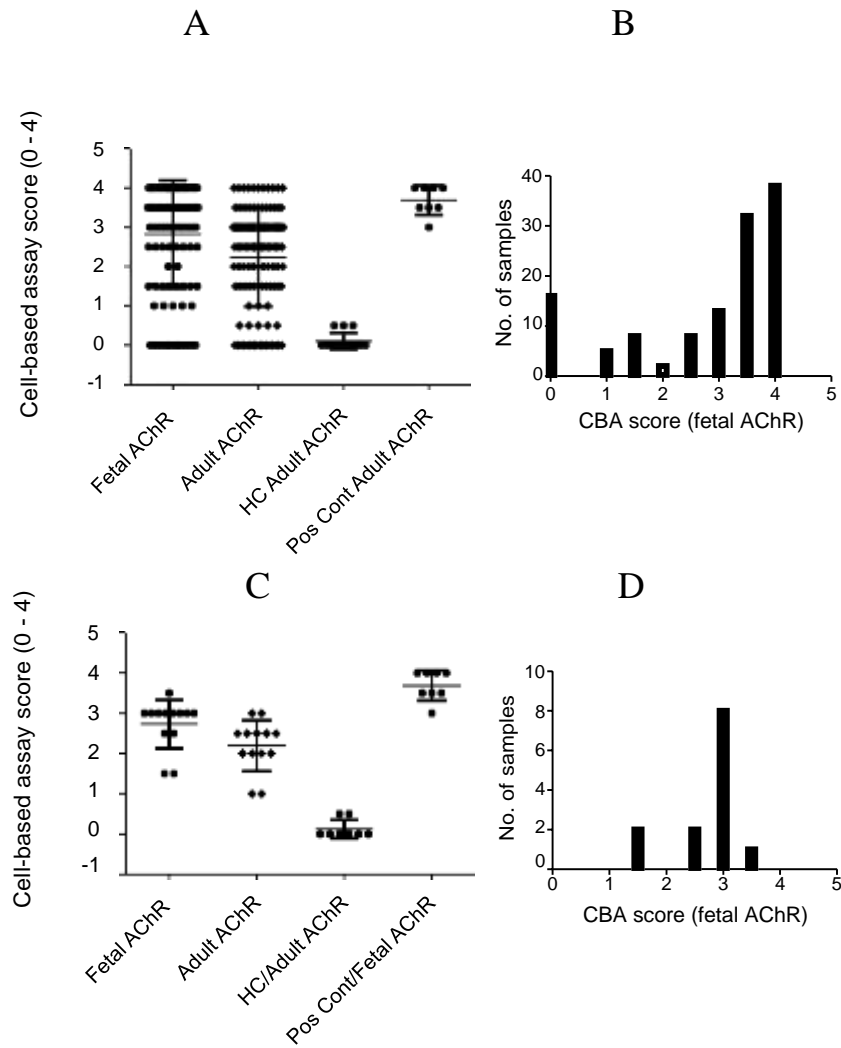 A
Cell-based assay score (0 - 4)
5
4
3
2
1
0
-1
Fetal AChR
Adult AChR
HC Adult AChR
Pos Cont Adult AChR
B
No. of samples
40
30
20
10
0
0 1 2 3 4 5
CBA score (fetal AChR)
C
Cell-based assay score (0 - 4)
5
4
3
2
1
0
-1
Fetal AChR
Adult AChR
HC/Adult AChR
Pos Cont/Fetal AChR
D
No. of samples
10
8
6
4
2
0
0 1 2 3 4 5
CBA score (fetal AChR)